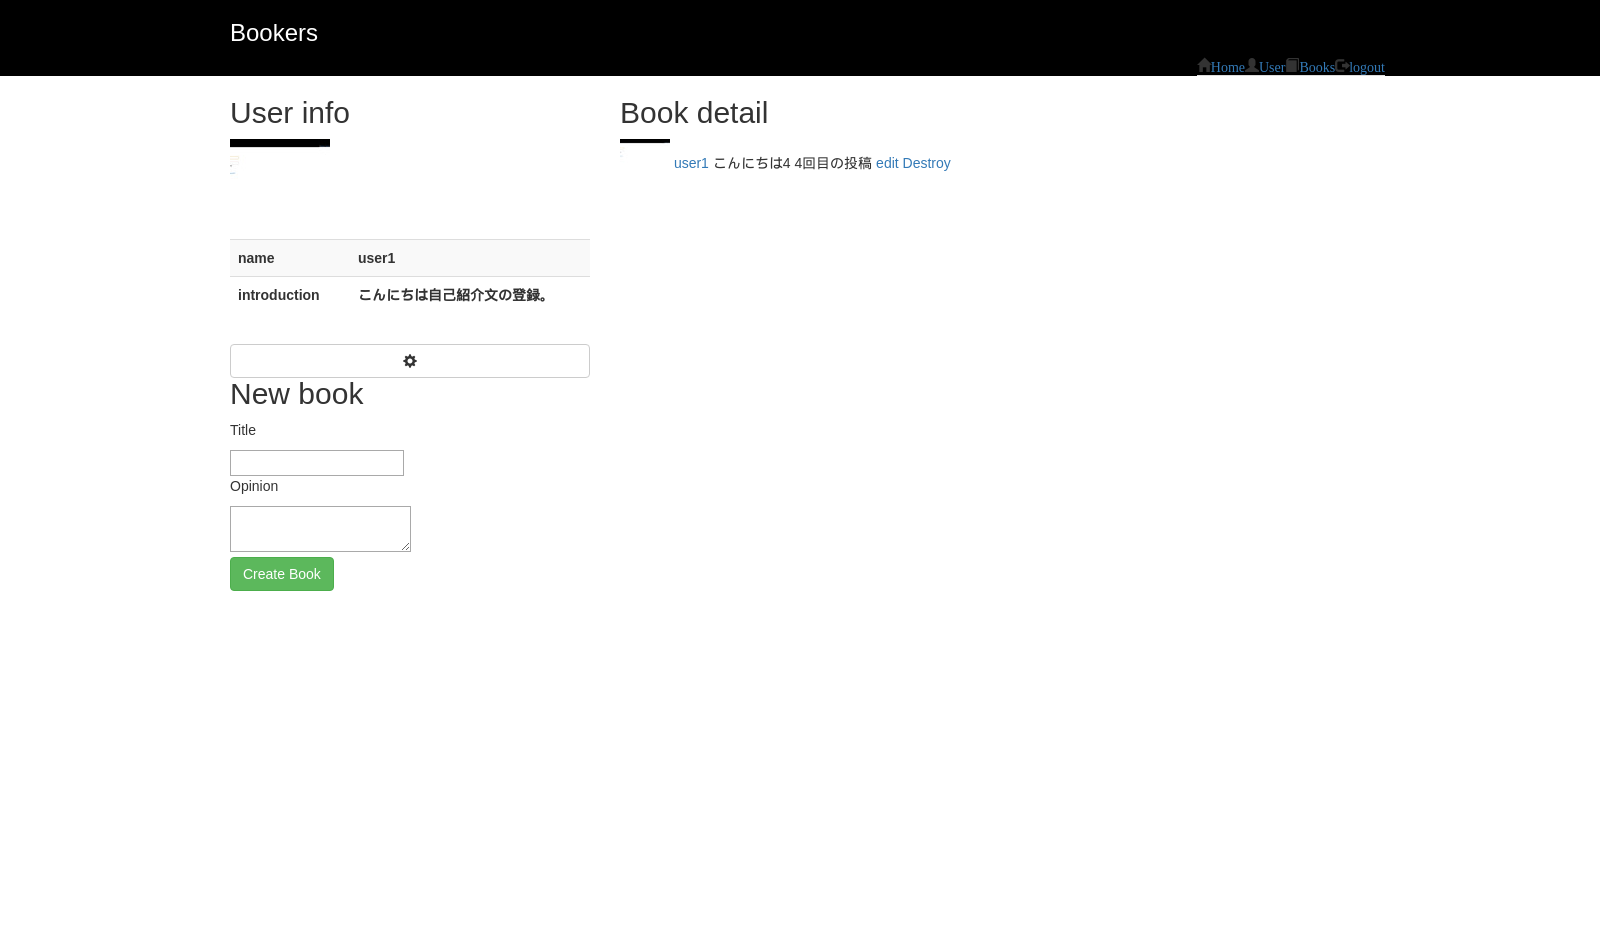 Bookers
Home User Books logout
User info
Book detail
user1 こんにちは4 4回目の投稿 edit Destroy
name user1
introduction こんにちは自己紹介文の登録。
New book
Title
Opinion
Create Book